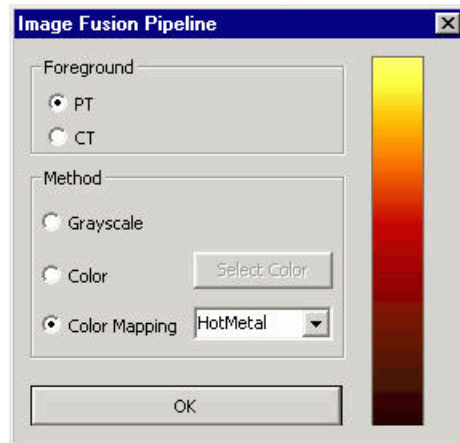 Image Fusion Pipeline
Foreground
PT
CT
Method
Grayscale
Color
Select Color
Color Mapping
HotMetal
OK